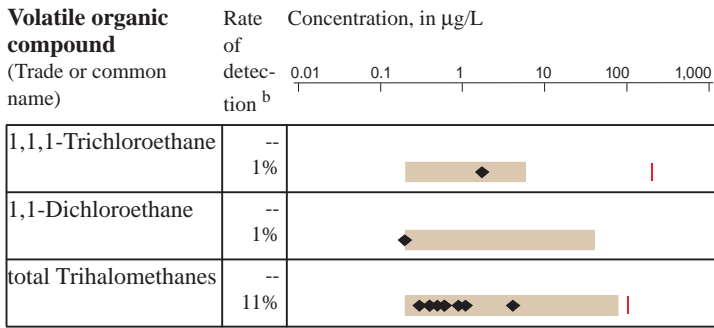 Volatile organic compound (Trade or common name)
Rate of detec-tion b
Concentration, in µg/L
0.01 0.1 1 10 100 1,000
1,1,1-Trichloroethane --
1%
1,1-Dichloroethane --
1%
total Trihalomethanes --
11%